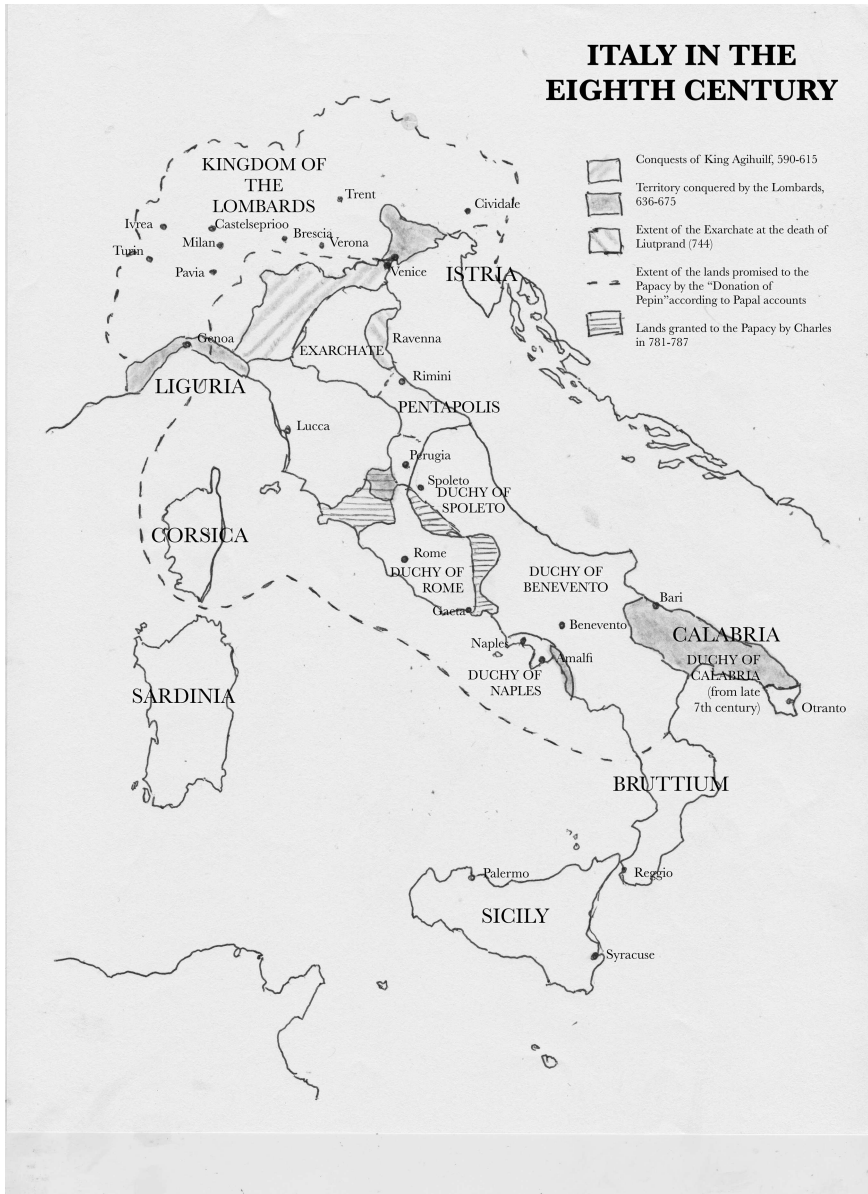 ITALY IN THE
EIGHTH CENTURY
Conquests of King Agihuilf, 590-615
Territory conquered by the Lombards,
636-675
Extent of the Exarchate at the death of
Liutprand (744)
Extent of the lands promised to the
Papacy by the “Donation of
Pepin”according to Papal accounts
Lands granted to the Papacy by Charles
in 781-787
KINGDOM OF
THE
LOMBARDS
Trent
Cividale
Ivrea
Castelseprioo
Brescia
Milan
Verona
Turin
Pavia
Venice
ISTRIA
Genoa
Ravenna
EXARCHATE
Rimini
LIGURIA
PENTAPOLIS
Lucca
Perugia
Spoleto
DUCHY OF
SPOLETO
CORSICA
Rome
DUCHY OF
ROME
DUCHY OF
BENEVENTO
Gaeta
Bari
Benevento
CALABRIA
Naples
Amalfi
DUCHY OF
NAPLES
DUCHY OF
CALABRIA
(from late
7th century)
SARDINIA
Otranto
BRUTTIUM
Palermo
Reggio
SICILY
Syracuse